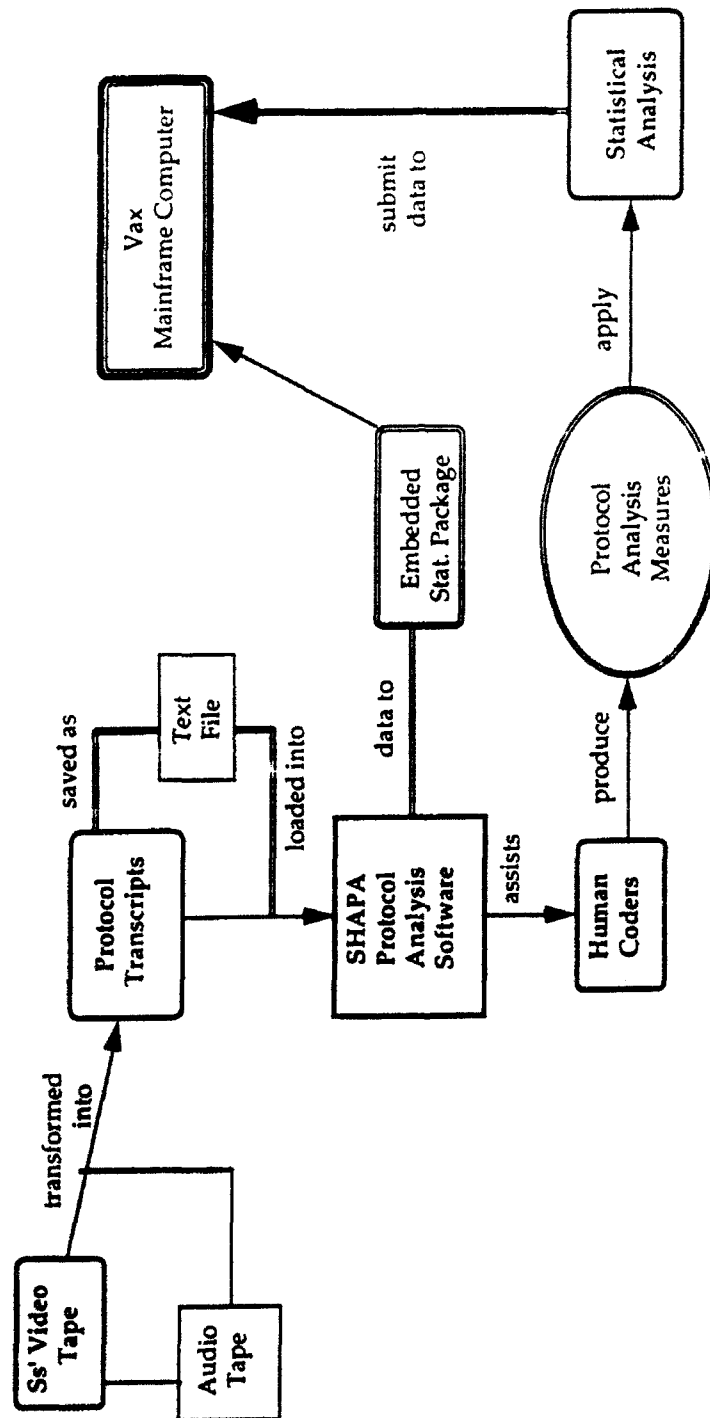 Ss' Video
Tape
Audio
Tape
transformed
into
Protocol
Transcripts
saved as
Text
File
loaded into
SHAPA
Protocol
Analysis
Software
data to
Embedded
Stat. Package
Vax
Mainframe Computer
assists
Human
Coders
produce
Protocol
Analysis
Measures
apply
Statistical
Analysis
submit
data to